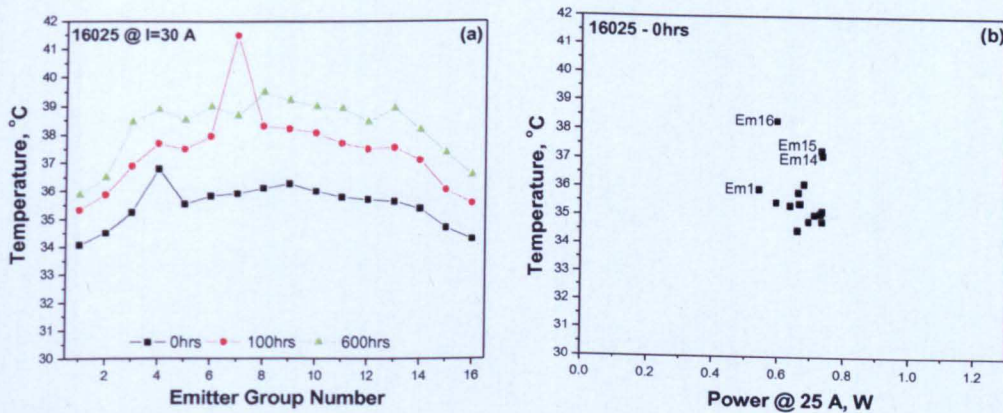 16025 @ I=30 A
(a)
42
41
40
39
38
37
36
35
34
33
32
31
30
Temperature, °C
0hrs
100hrs
600hrs
2
4
6
8
10
12
14
16
Emitter Group Number
16025 - 0hrs
(b)
42
41
40
39
38
37
36
35
34
33
32
31
30
Temperature, °C
Em16
Em15
Em14
Em1
0.0
0.2
0.4
0.6
0.8
1.0
1.2
Power @ 25 A, W